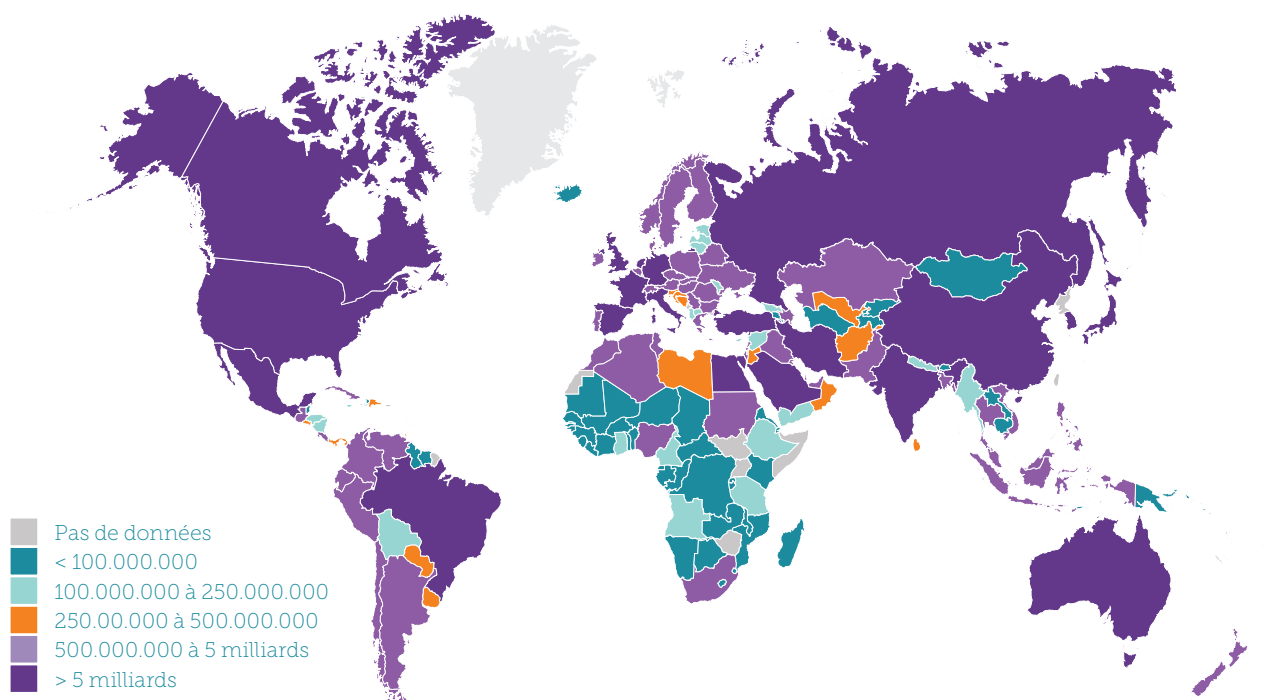 Pas de données
< 100.000.000
100.000.000 à 250.000.000
250.00.000 à 500.000.000
500.000.000 à 5 milliards
> 5 milliards